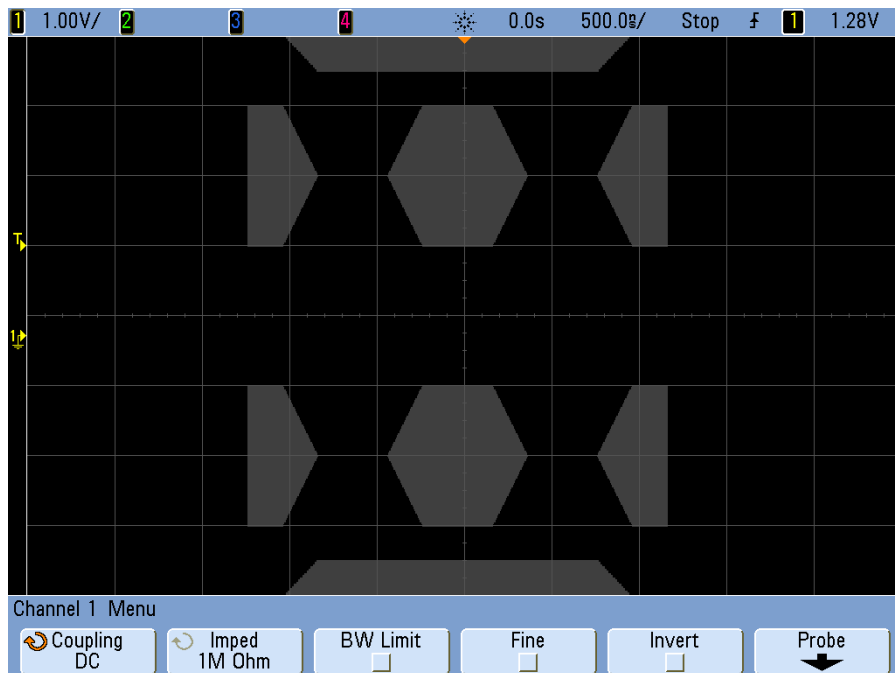 1 1.00V/ 2 3 4 0.0s 500.0ns/ Stop 1 1.28V
T
1
Channel 1 Menu
Coupling Imped BW Limit Fine Invert Probe
DC 1M Ohm